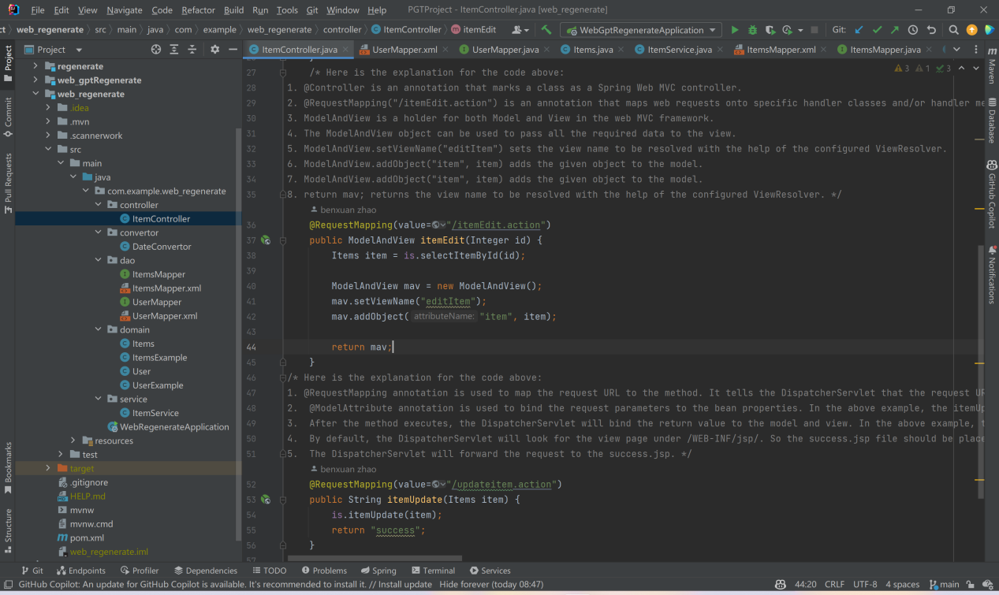 File Edit View Navigate Code Refactor Build Run Tools Git Window Help PGTProject - ItemController.java [web_regenerate]
ct web_regenerate src main java com example web_regenerate controller ItemController itemEdit WebGptRegenerateApplication Git:
Project
ItemController.java UserMapper.xml UserMapper.java Items.java ItemService.java ItemsMapper.xml ItemsMapper.java
Project
Commit
Pull Requests
Bookmarks
Structure
regenerate
web_gptRegenerate
web_regenerate
.idea
.mvn
.scannerwork
src
main
java
com.example.web_regenerate
controller
ItemController
convertor
DateConvertor
dao
ItemsMapper
ItemsMapper.xml
UserMapper
UserMapper.xml
domain
Items
ItemsExample
User
UserExample
service
ItemService
WebRegenerateApplication
resources
test
target
.gitignore
HELP.md
mvnw
mvnw.cmd
pom.xml
web_regenerate.iml
3 1 3
27 /* Here is the explanation for the code above:
28 1. @Controller is an annotation that marks a class as a Spring Web MVC controller.
29 2. @RequestMapping("/itemEdit.action") is an annotation that maps web requests onto specific handler classes and/or handler me
30 3. ModelAndView is a holder for both Model and View in the web MVC framework.
31 4. The ModelAndView object can be used to pass all the required data to the view.
32 5. ModelAndView.setViewName("editItem") sets the view name to be resolved with the help of the configured ViewResolver.
33 6. ModelAndView.addObject("item", item) adds the given object to the model.
34 7. ModelAndView.addObject("item", item) adds the given object to the model.
35 8. return mav; returns the view name to be resolved with the help of the configured ViewResolver. */
benxuan zhao
36 @RequestMapping(value="/itemEdit.action")
37 public ModelAndView itemEdit(Integer id) {
38 Items item = is.selectItemById(id);
39
40 ModelAndView mav = new ModelAndView();
41 mav.setViewName("editItem");
42 mav.addObject( attributeName: "item", item);
43
44 return mav;
45 }
46 /* Here is the explanation for the code above:
47 1. @RequestMapping annotation is used to map the request URL to the method. It tells the DispatcherServlet that the request UR
48 2. @ModelAttribute annotation is used to bind the request parameters to the bean properties. In the above example, the itemUp
49 3. After the method executes, the DispatcherServlet will bind the return value to the model and view. In the above example, t
50 4. By default, the DispatcherServlet will look for the view page under /WEB-INF/jsp/. So the success.jsp file should be place
51 5. The DispatcherServlet will forward the request to the success.jsp. */
benxuan zhao
52 @RequestMapping(value="/updateitem.action")
53 public String itemUpdate(Items item) {
54 is.itemUpdate(item);
55 return "success";
56 }
57
Maven
Database
GitHub Copilot
Notifications
Git Endpoints Profiler Dependencies TODO Problems Spring Terminal Services
GitHub Copilot: An update for GitHub Copilot is available. It's recommended to install it. // Install update Hide forever (today 08:47) 44:20 CRLF UTF-8 4 spaces main